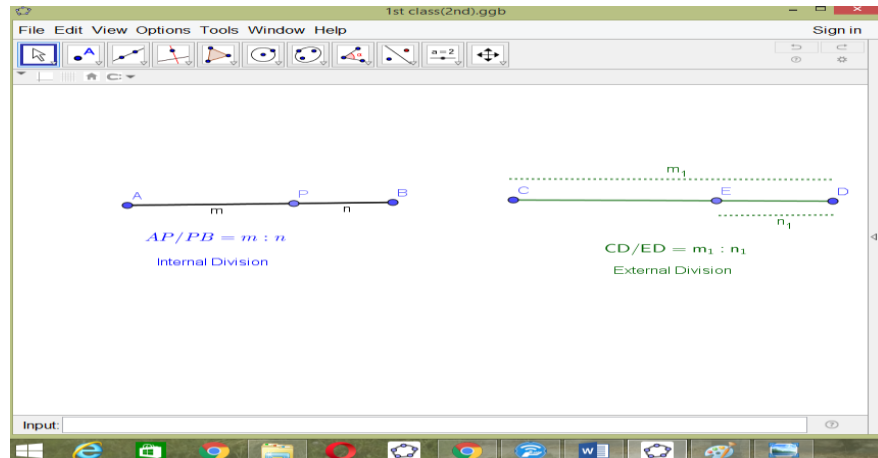 1st class(2nd).ggb
File Edit View Options Tools Window Help Sign in
A
a=2
α
A P B
m n
AP/PB = m : n
Internal Division
m₁
C E D
n₁
CD/ED = m₁ : n₁
External Division
Input: